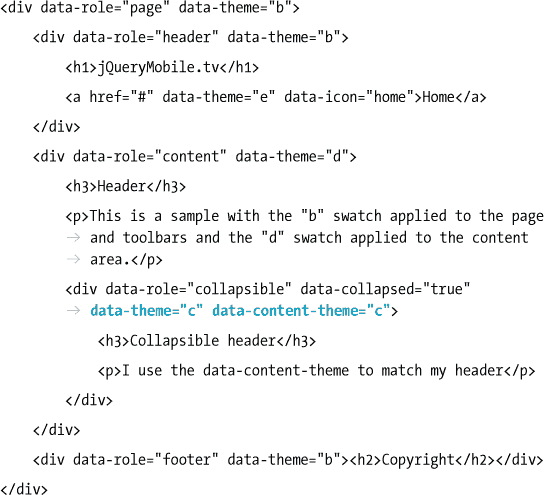 <div data-role="page" data-theme="b">
<div data-role="header" data-theme="b">
<h1>jQueryMobile.tv</h1>
<a href="#" data-theme="e" data-icon="home">Home</a>
</div>
<div data-role="content" data-theme="d">
<h3>Header</h3>
<p>This is a sample with the "b" swatch applied to the page
→ and toolbars and the "d" swatch applied to the content
→ area.</p>
<div data-role="collapsible" data-collapsed="true"
→ data-theme="c" data-content-theme="c">
<h3>Collapsible header</h3>
<p>I use the data-content-theme to match my header</p>
</div>
</div>
<div data-role="footer" data-theme="b"><h2>Copyright</h2></div>
</div>